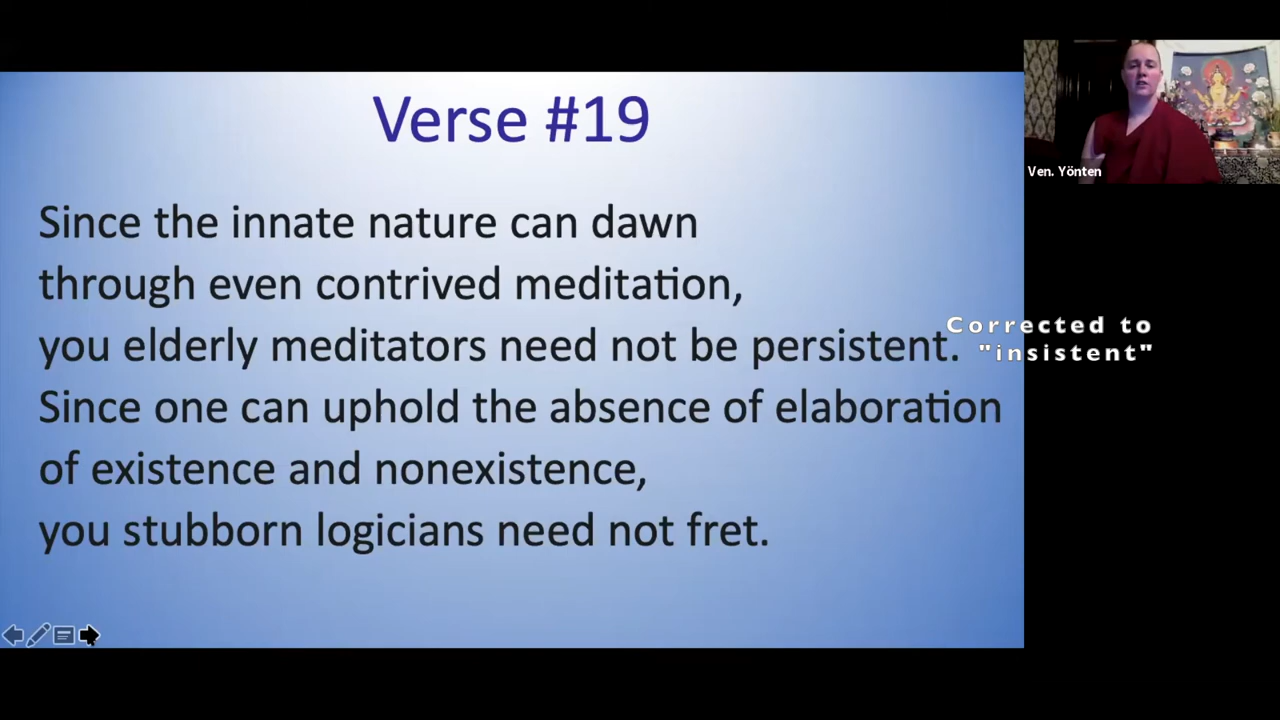 Verse #19
Since the innate nature can dawn
through even contrived meditation,
you elderly meditators need not be persistent.
Since one can uphold the absence of elaboration
of existence and nonexistence,
you stubborn logicians need not fret.
Corrected to
"insistent"
Ven. Yönten